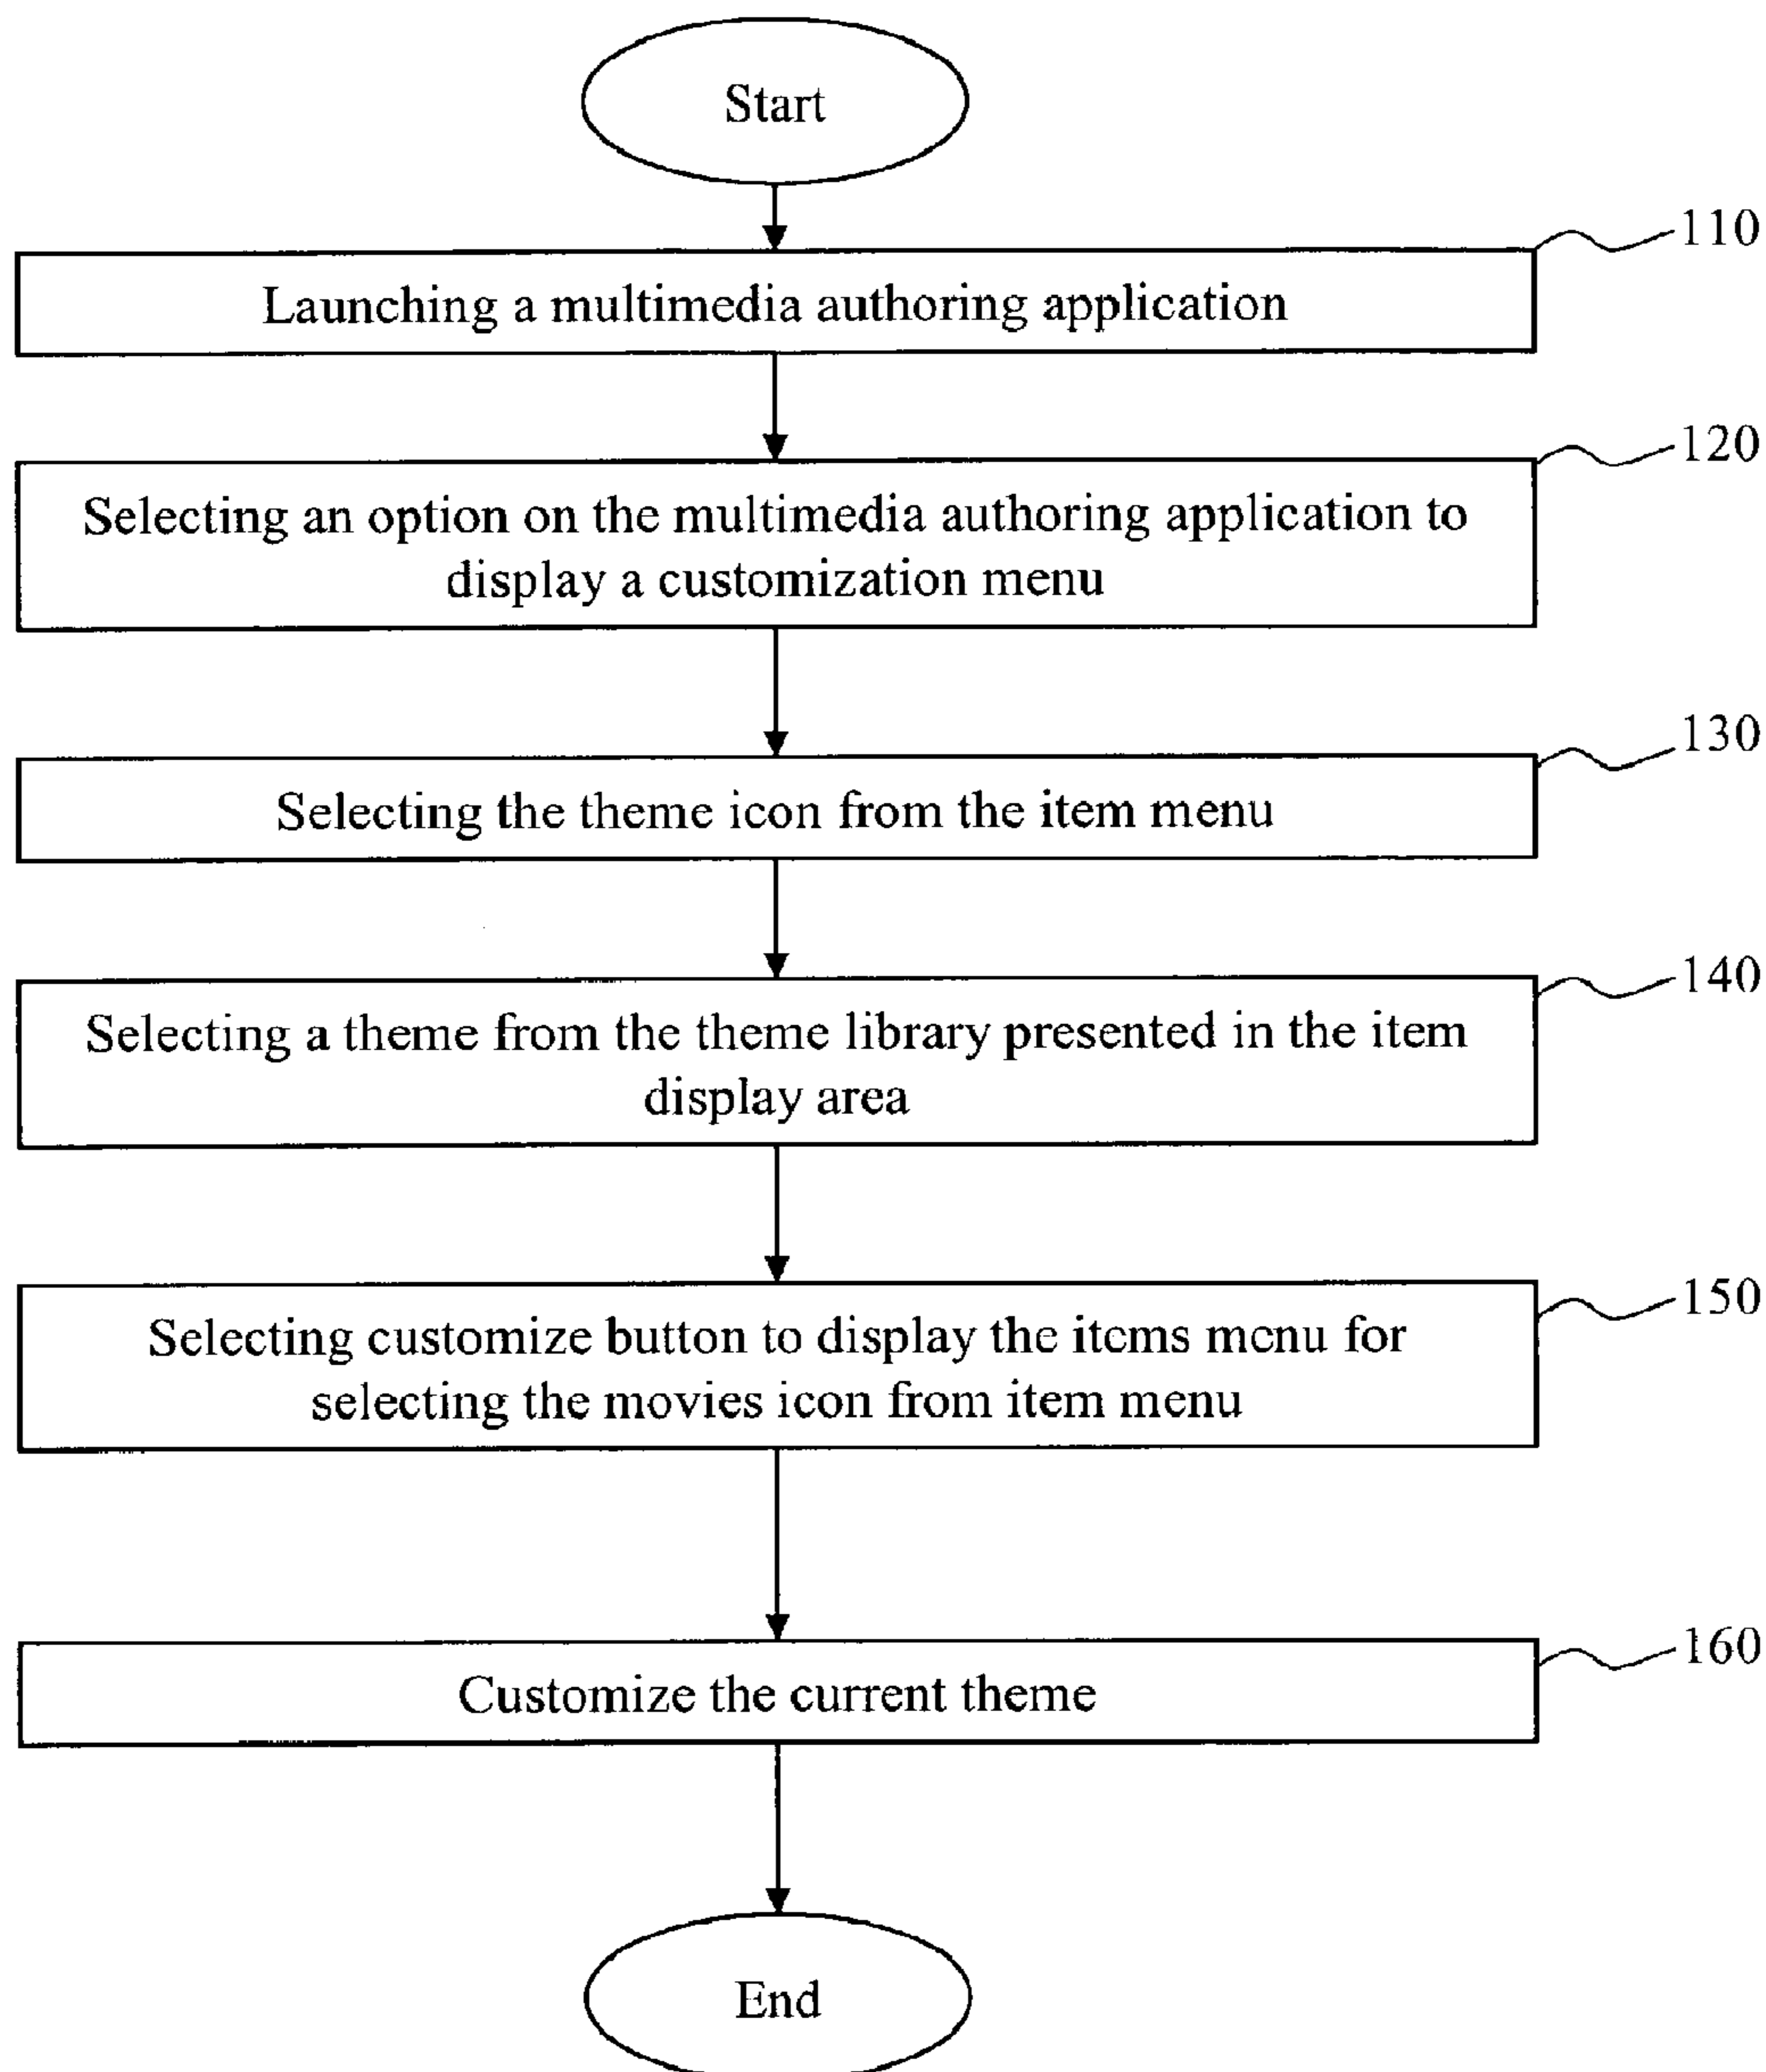 Start
110
Launching a multimedia authoring application
120
Selecting an option on the multimedia authoring application to
display a customization menu
130
Selecting the theme icon from the item menu
140
Selecting a theme from the theme library presented in the item
display area
150
Selecting customize button to display the items menu for
selecting the movies icon from item menu
160
Customize the current theme
End